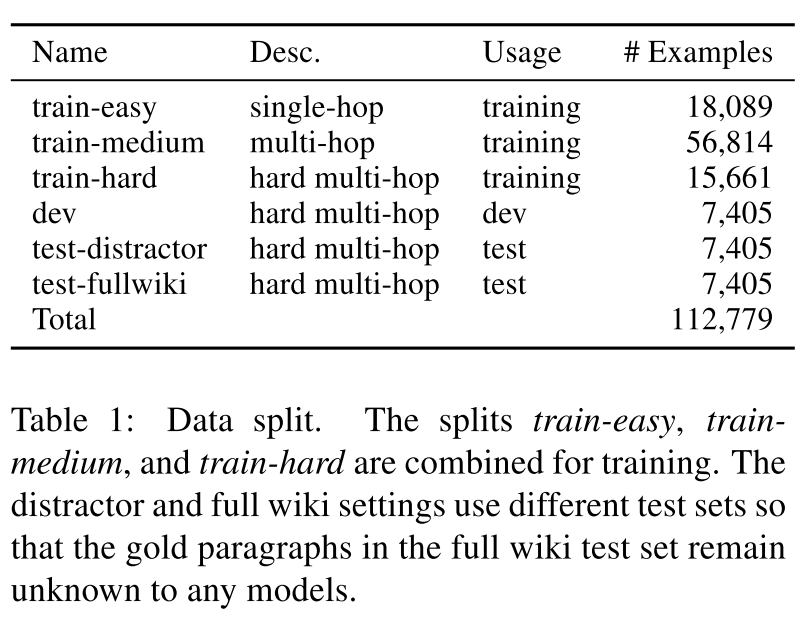 Name Desc. Usage # Examples
train-easy single-hop training 18,089
train-medium multi-hop training 56,814
train-hard hard multi-hop training 15,661
dev hard multi-hop dev 7,405
test-distractor hard multi-hop test 7,405
test-fullwiki hard multi-hop test 7,405
Total 112,779
Table 1: Data split. The splits train-easy, train-
medium, and train-hard are combined for training. The
distractor and full wiki settings use different test sets so
that the gold paragraphs in the full wiki test set remain
unknown to any models.